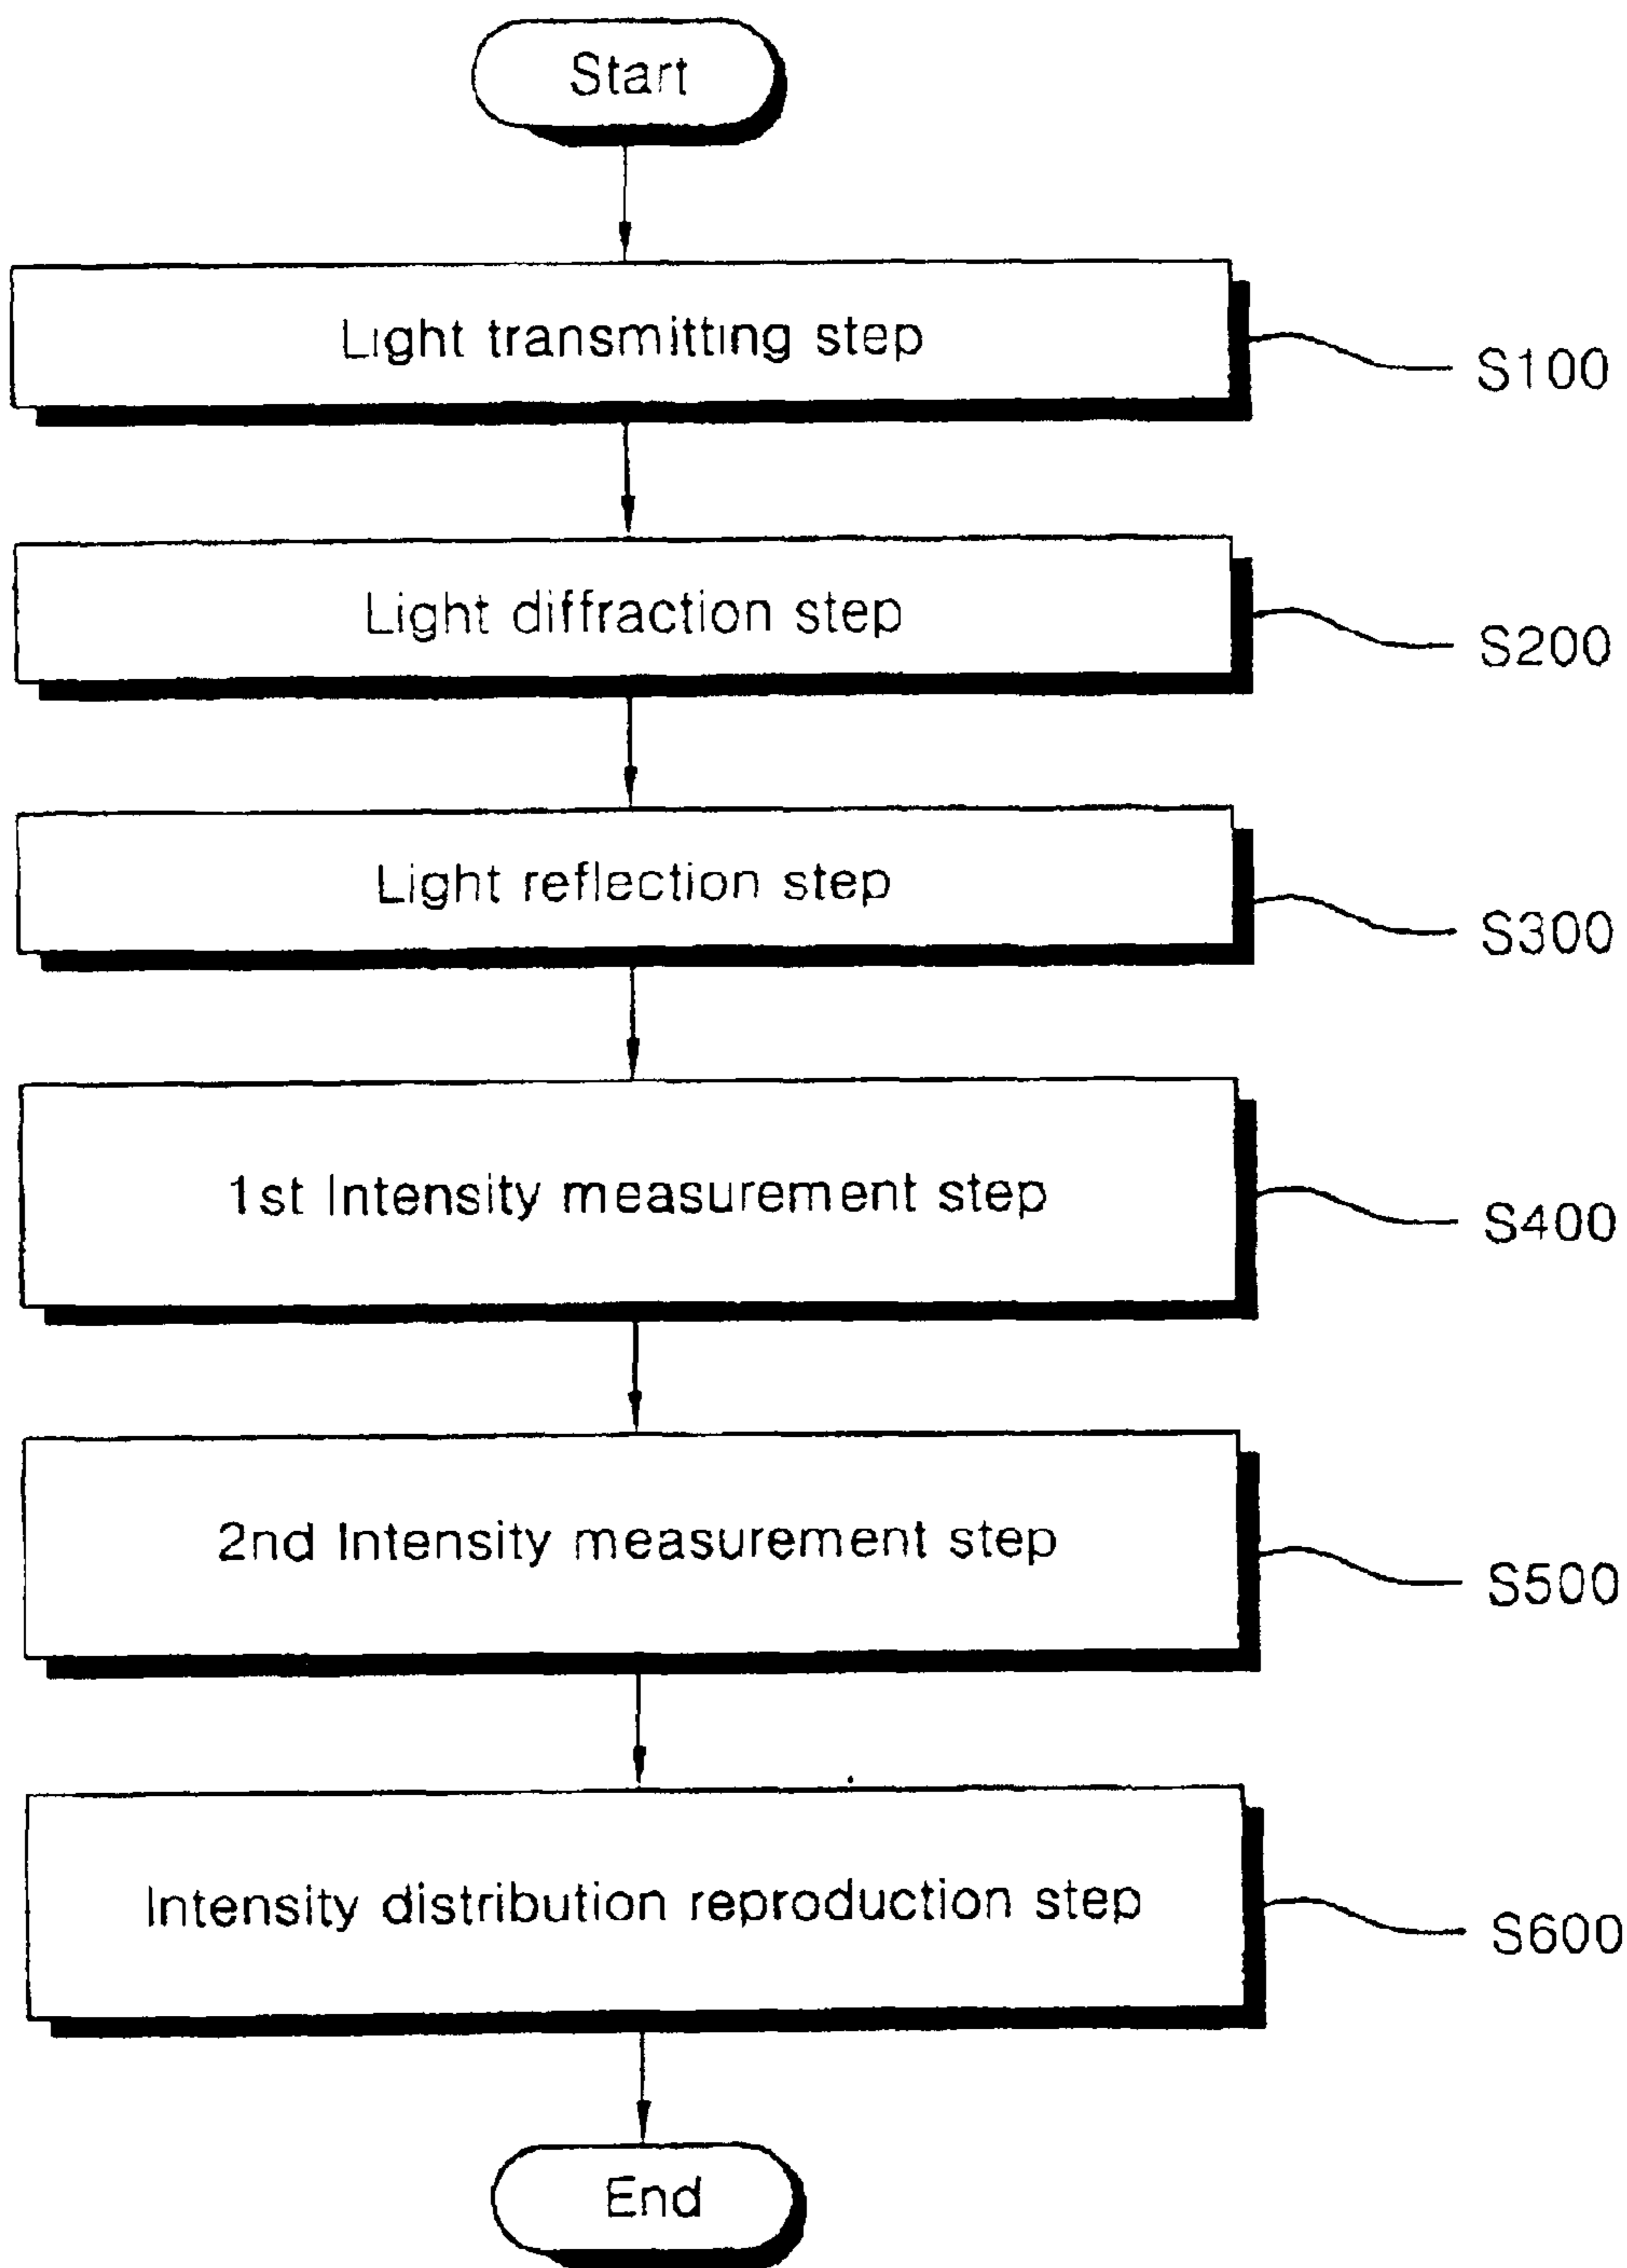 Start
Light transmitting step
S100
Light diffraction step
S200
Light reflection step
S300
1st Intensity measurement step
S400
2nd Intensity measurement step
S500
Intensity distribution reproduction step
S600
End